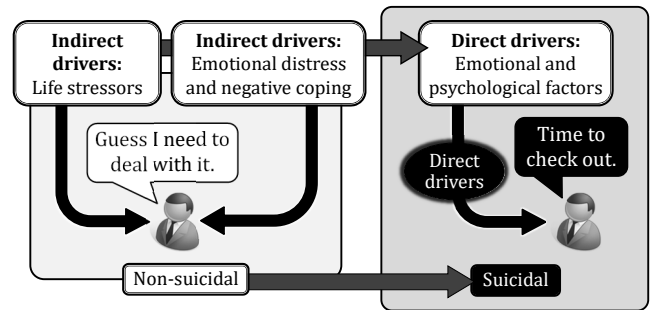 Indirect
drivers:
Life stressors
Indirect drivers:
Emotional distress
and negative coping
Direct drivers:
Emotional and
psychological factors
Guess I need to
deal with it.
Direct
drivers
Time to
check out.
Non-suicidal
Suicidal